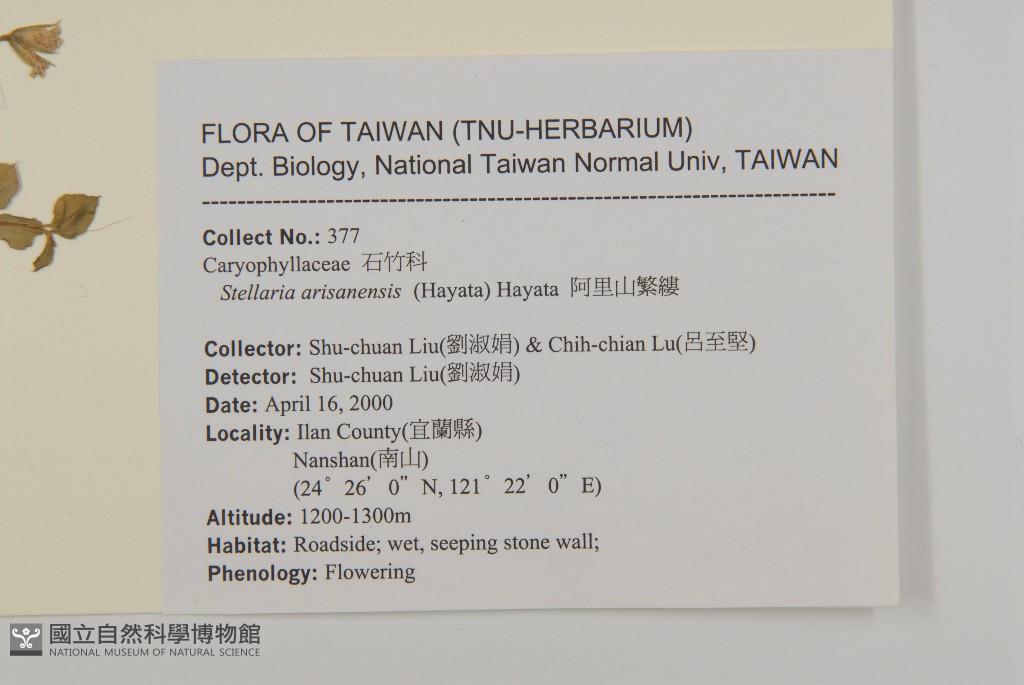 FLORA OF TAIWAN (TNU-HERBARIUM)
Dept. Biology, National Taiwan Normal Univ, TAIWAN
Collect No.: 377
Caryophyllaceae 石竹科
Stellaria arisanensis (Hayata) Hayata 阿里山繁縷
Collector: Shu-chuan Liu(劉淑娟) & Chih-chian Lu(呂至堅)
Detector: Shu-chuan Liu(劉淑娟)
Date: April 16, 2000
Locality: Ilan County(宜蘭縣)
Nanshan(南山)
(24° 26’ 0” N, 121° 22’ 0” E)
Altitude: 1200-1300m
Habitat: Roadside; wet, seeping stone wall;
Phenology: Flowering
國立自然科學博物館
NATIONAL MUSEUM OF NATURAL SCIENCE